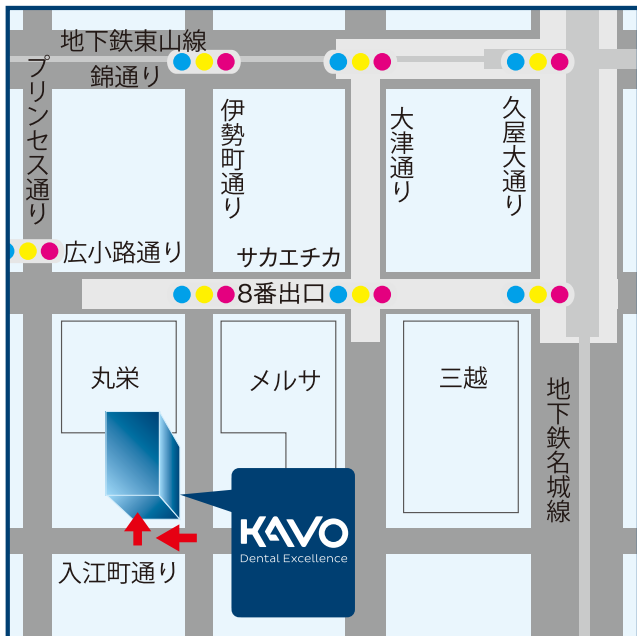 地下鉄東山線
錦通り
プリンセス通り
伊勢町通り
大津通り
久屋大通り
広小路通り
サカエチカ
8番出口
丸栄
メルサ
三越
地下鉄名城線
KAVO
Dental Excellence
入江町通り